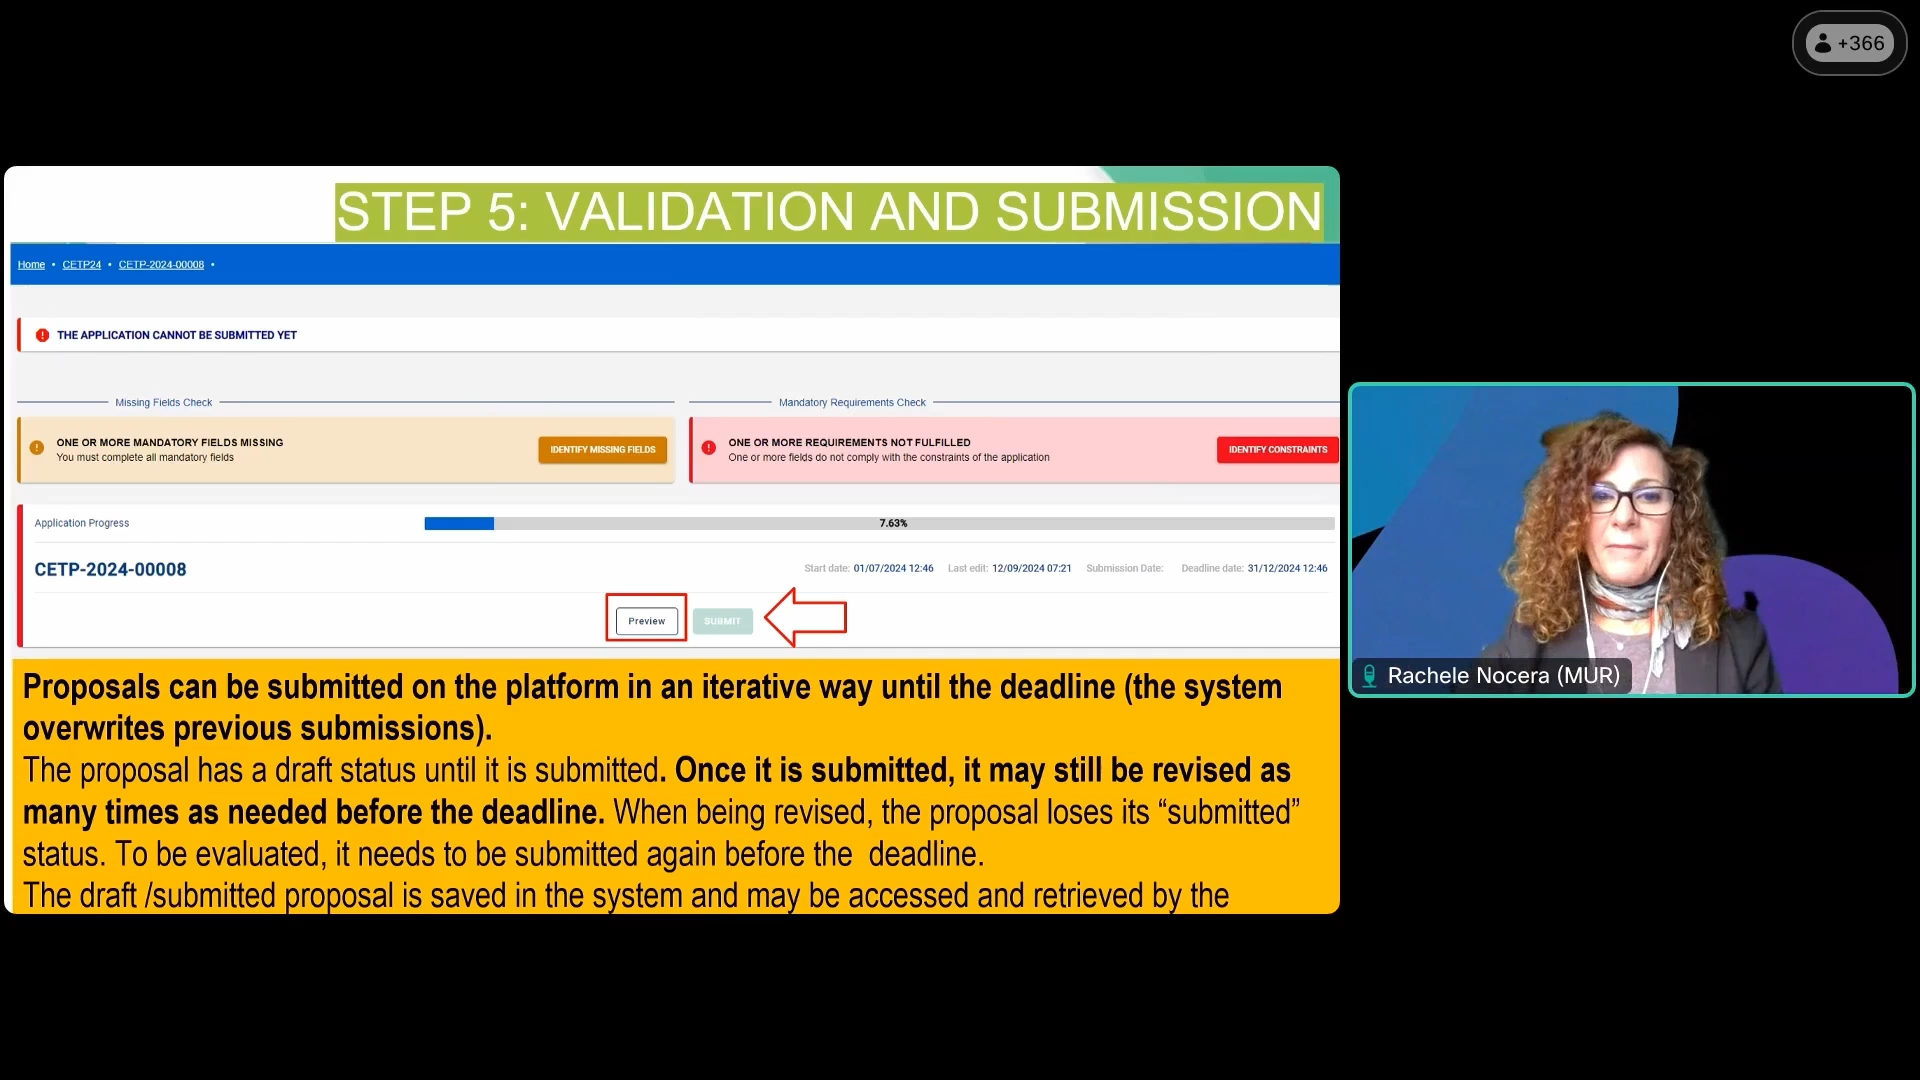 +366
STEP 5: VALIDATION AND SUBMISSION
Home • CETP24 • CETP-2024-00008 •
THE APPLICATION CANNOT BE SUBMITTED YET
Missing Fields Check
ONE OR MORE MANDATORY FIELDS MISSING
You must complete all mandatory fields
IDENTIFY MISSING FIELDS
Mandatory Requirements Check
ONE OR MORE REQUIREMENTS NOT FULFILLED
One or more fields do not comply with the constraints of the application
IDENTIFY CONSTRAINTS
Application Progress
7.63%
CETP-2024-00008
Start date: 01/07/2024 12:46 Last edit: 12/09/2024 07:21 Submission Date: Deadline date: 31/12/2024 12:46
Preview
SUBMIT
Proposals can be submitted on the platform in an iterative way until the deadline (the system
overwrites previous submissions).
The proposal has a draft status until it is submitted. Once it is submitted, it may still be revised as
many times as needed before the deadline. When being revised, the proposal loses its “submitted”
status. To be evaluated, it needs to be submitted again before the  deadline.
The draft /submitted proposal is saved in the system and may be accessed and retrieved by the
Rachele Nocera (MUR)